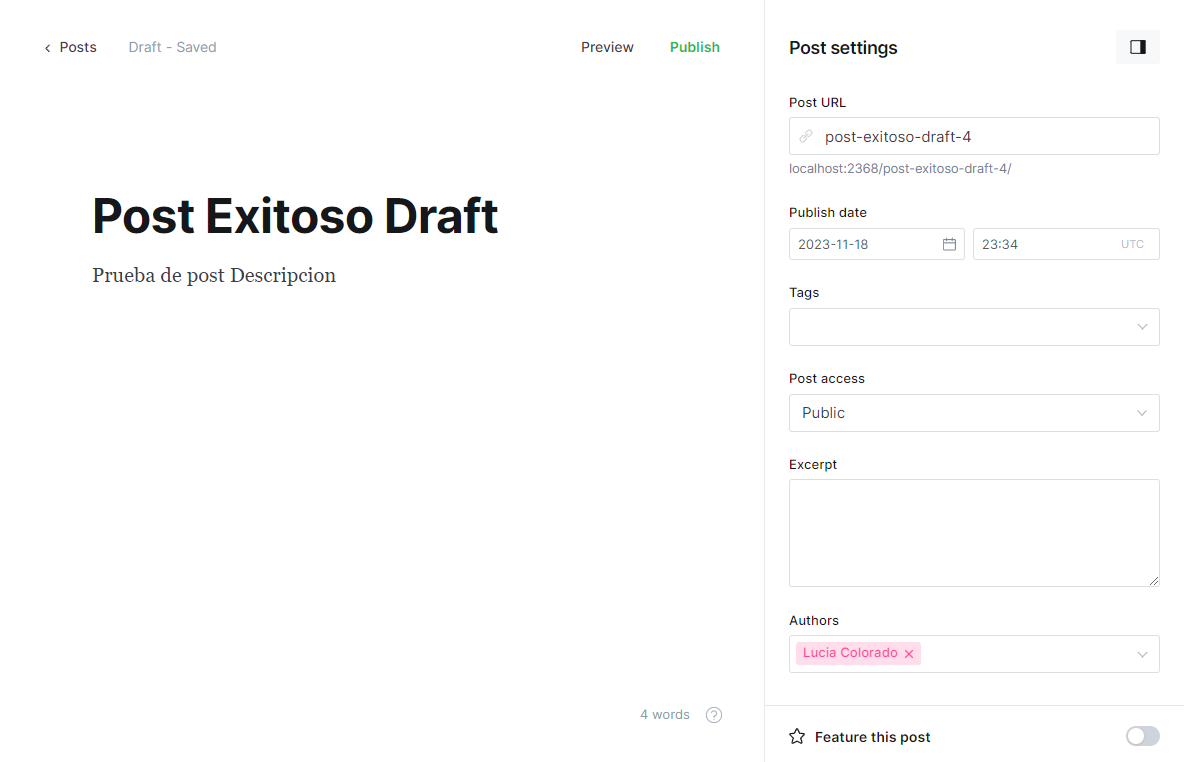 Posts
Draft - Saved
Preview
Publish
Post Exitoso Draft
Prueba de post Descripcion
4 words
?
Post settings
Post URL
post-exitoso-draft-4
localhost:2368/post-exitoso-draft-4/
Publish date
2023-11-18
23:34
UTC
Tags
Post access
Public
Excerpt
Authors
Lucia Colorado
Feature this post